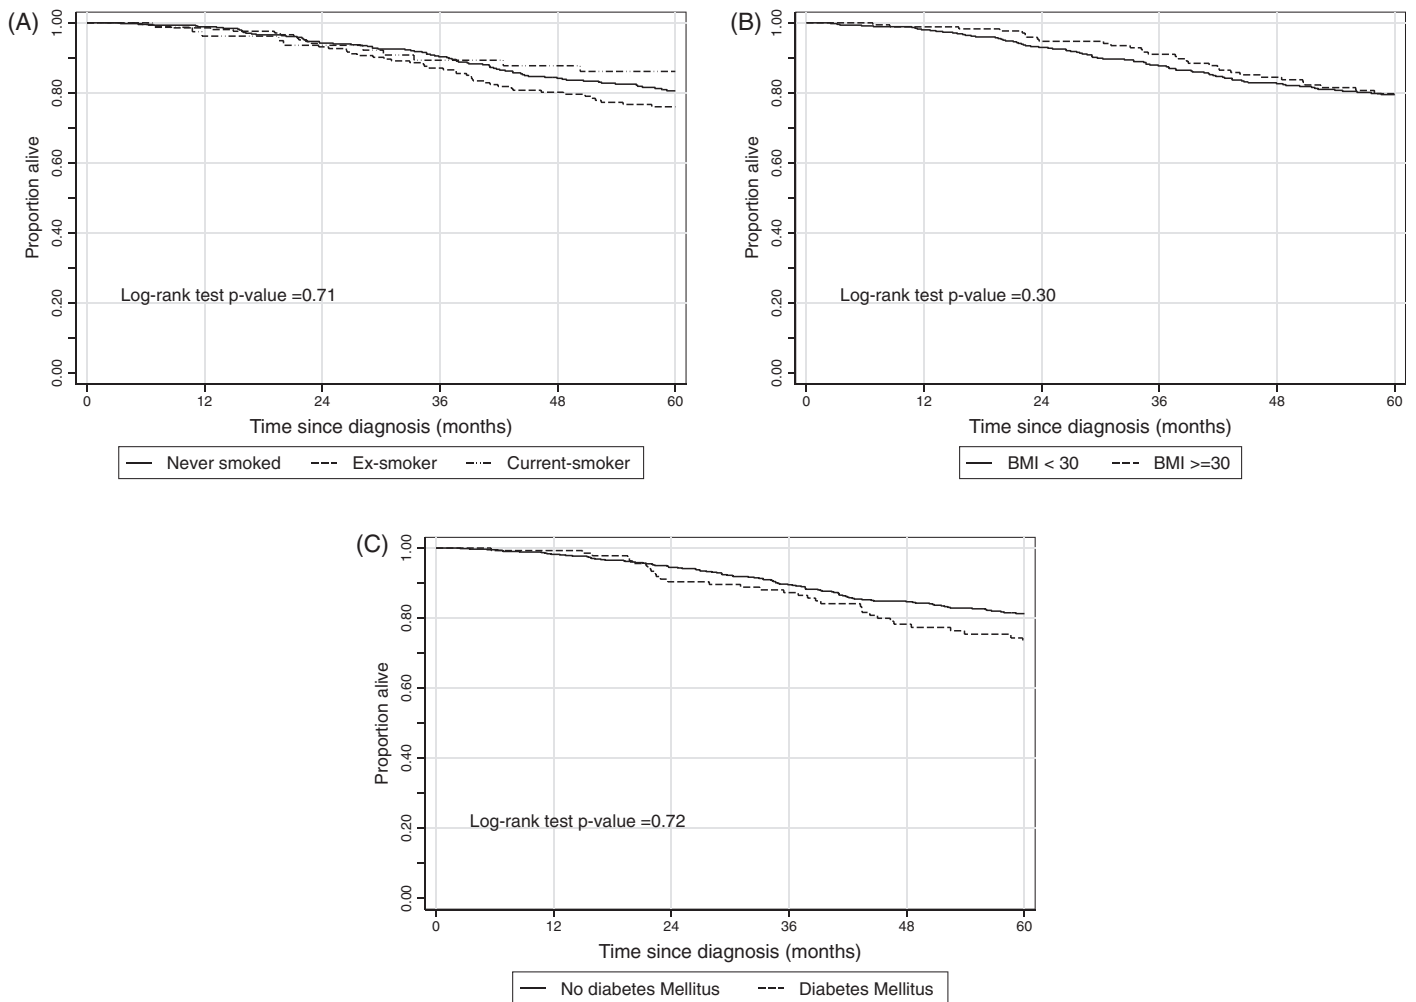 (A)
1.00
0.80
0.60
0.40
0.20
0.00
Proportion alive
Log-rank test p-value =0.71
0 12 24 36 48 60
Time since diagnosis (months)
Never smoked Ex-smoker Current-smoker
(B)
1.00
0.80
0.60
0.40
0.20
0.00
Proportion alive
Log-rank test p-value =0.30
0 12 24 36 48 60
Time since diagnosis (months)
BMI < 30 BMI >=30
(C)
1.00
0.80
0.60
0.40
0.20
0.00
Proportion alive
Log-rank test p-value =0.72
0 12 24 36 48 60
Time since diagnosis (months)
No diabetes Mellitus Diabetes Mellitus